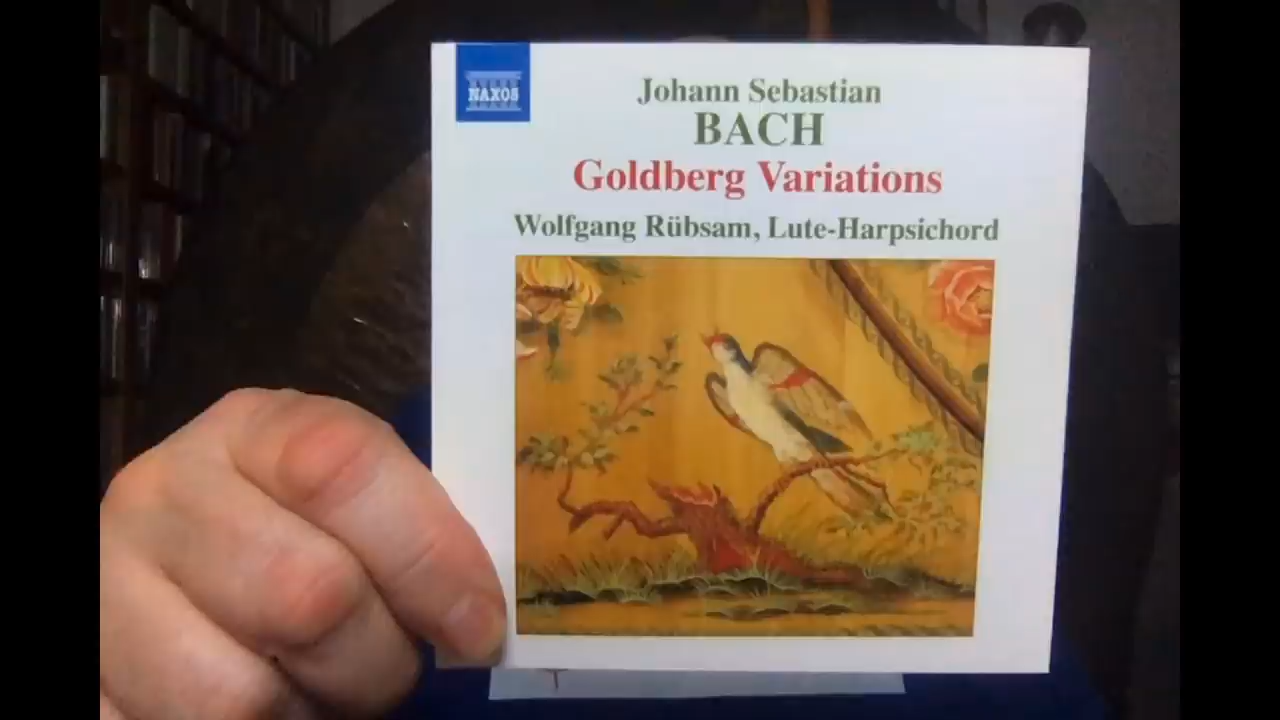 NAXOS
Johann Sebastian
BACH
Goldberg Variations
Wolfgang Rübsam, Lute-Harpsichord